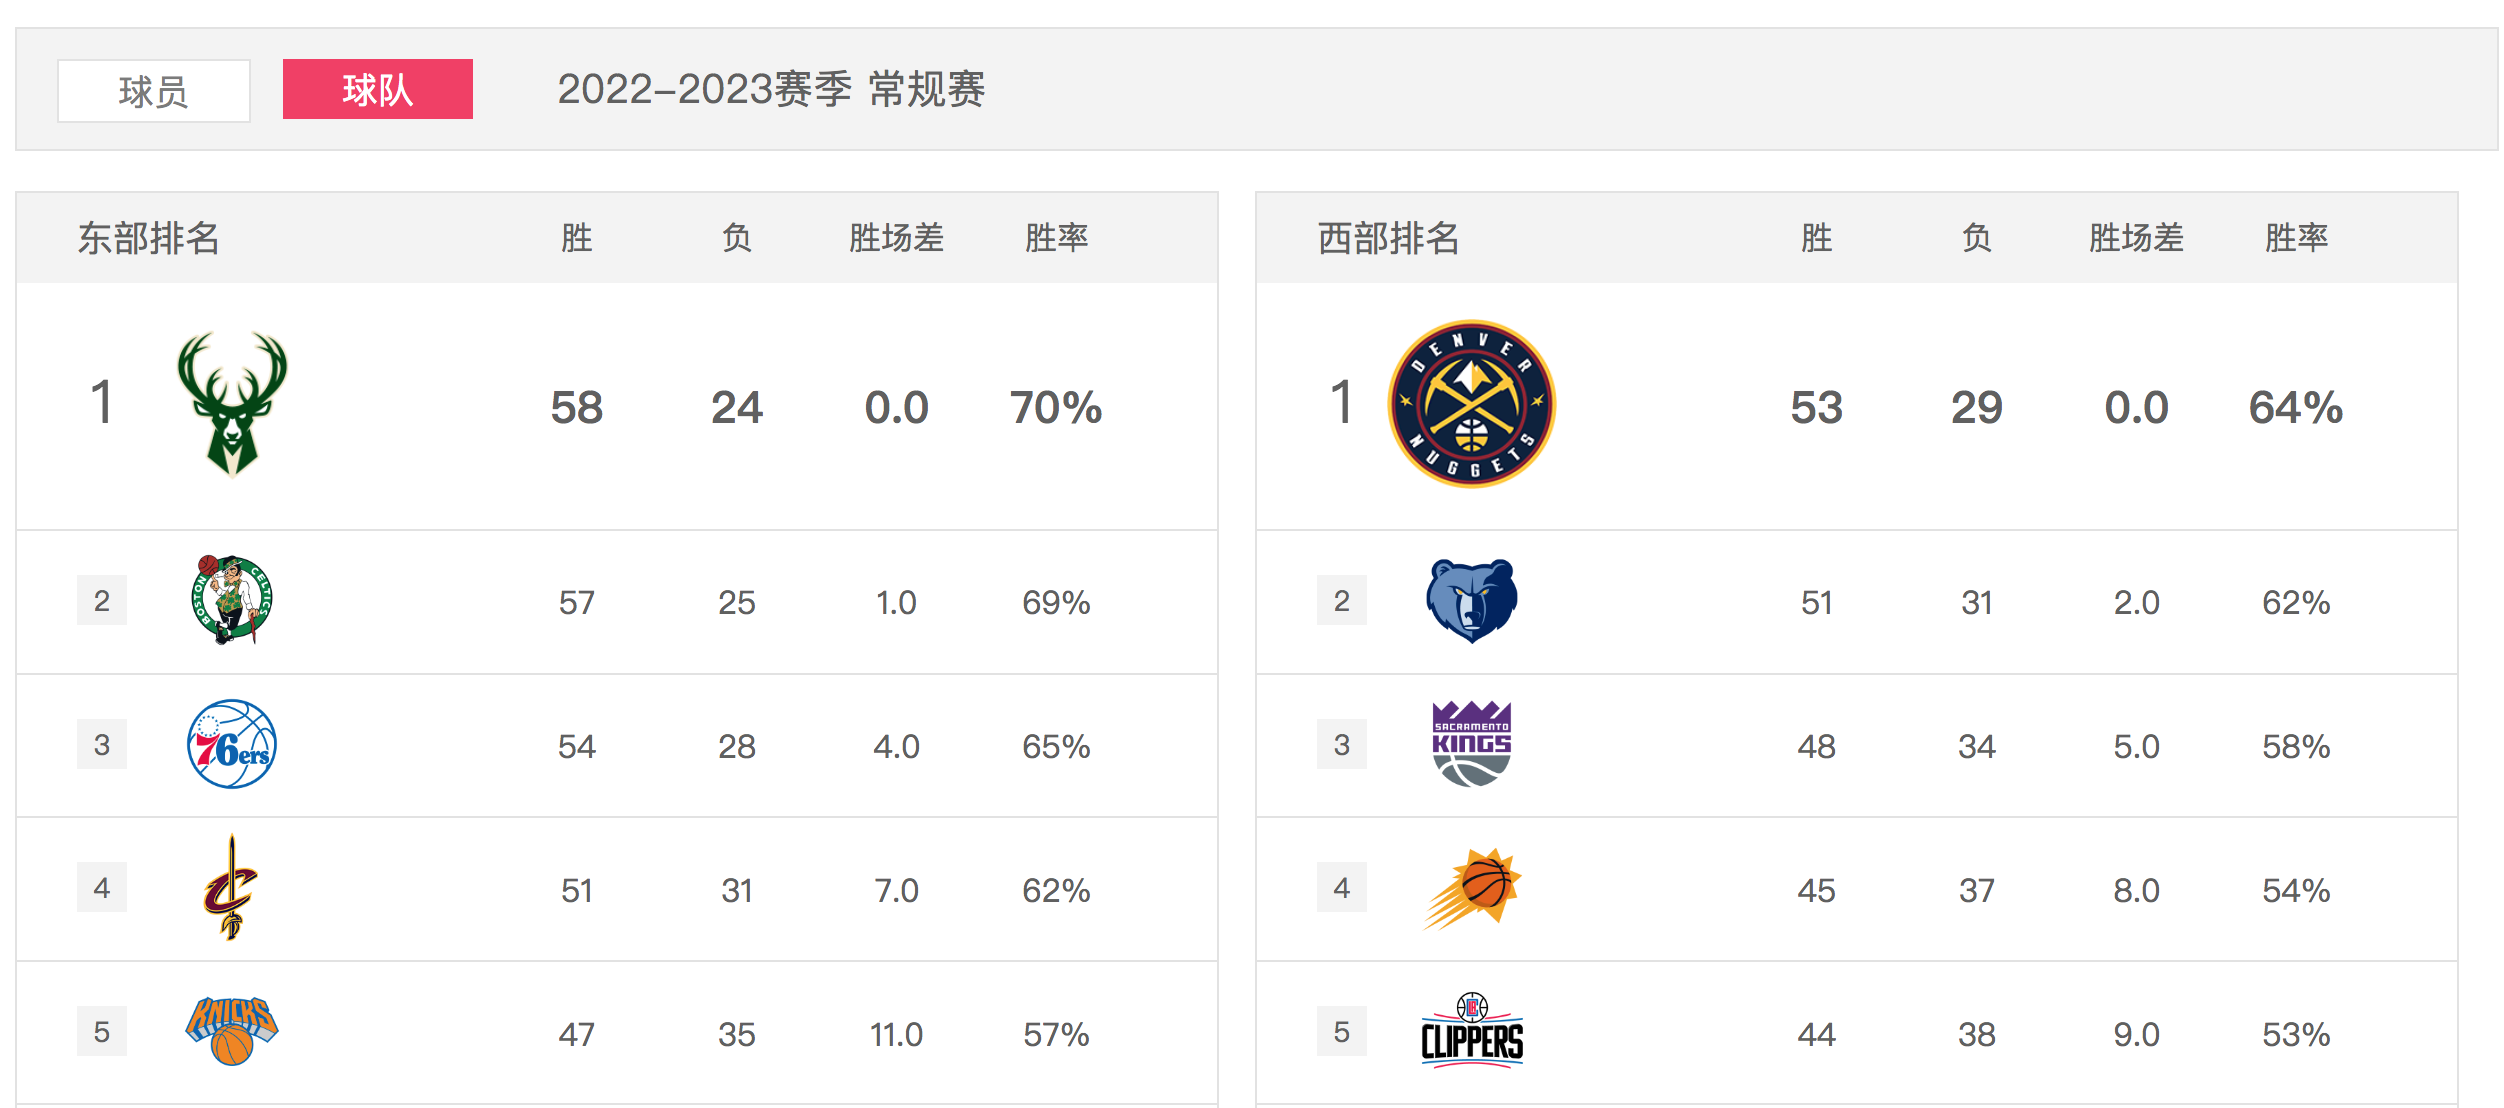 球员 球队 2022-2023赛季 常规赛
东部排名 胜 负 胜场差 胜率
1 58 24 0.0 70%
2 BOSTON CELTICS 57 25 1.0 69%
3 76ers 54 28 4.0 65%
4 C 51 31 7.0 62%
5 KNICKS 47 35 11.0 57%
西部排名 胜 负 胜场差 胜率
1 DENVER NUGGETS 53 29 0.0 64%
2 51 31 2.0 62%
3 SACRAMENTO KINGS 48 34 5.0 58%
4 45 37 8.0 54%
5 CLIPPERS 44 38 9.0 53%